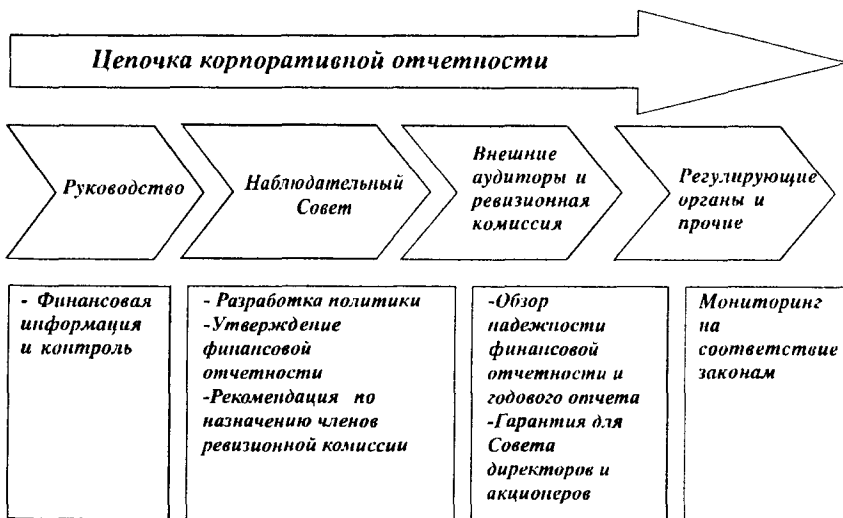 Цепочка корпоративной отчетности
Руководство
Наблюдательный
Совет
Внешние
аудиторы и
ревизионная
комиссия
Регулирующие
органы и
прочие
- Финансовая
информация
и контроль
- Разработка политики
-Утверждение
финансовой
отчетности
-Рекомендация по
назначению членов
ревизионной комиссии
-Обзор
надежности
финансовой
отчетности и
годового отчета
-Гарантия для
Совета
директоров и
акционеров
Мониторинг
на
соответствие
законам